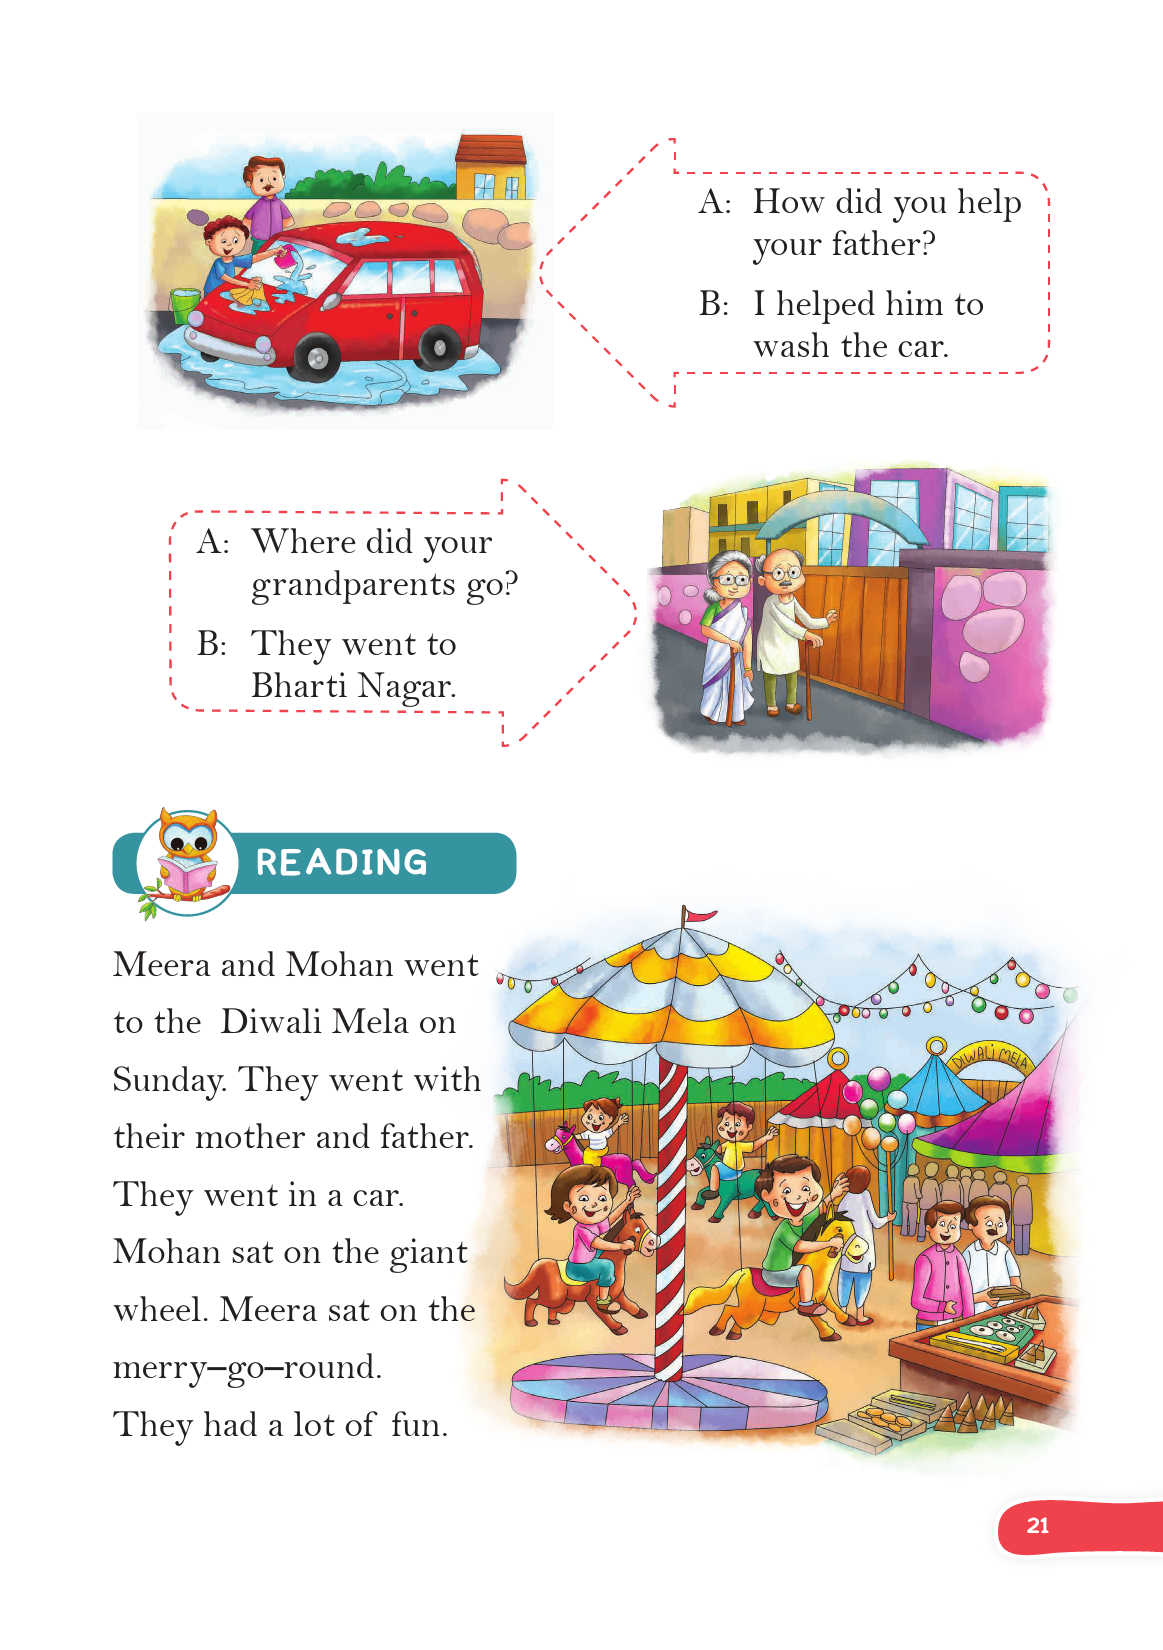 A: How did you help
your father?
B: I helped him to
wash the car.
A: Where did your
grandparents go?
B: They went to
Bharti Nagar.
READING
Meera and Mohan went
to the Diwali Mela on
Sunday. They went with
their mother and father.
They went in a car.
Mohan sat on the giant
wheel. Meera sat on the
merry–go–round.
They had a lot of fun.
DIWALI MELA
21